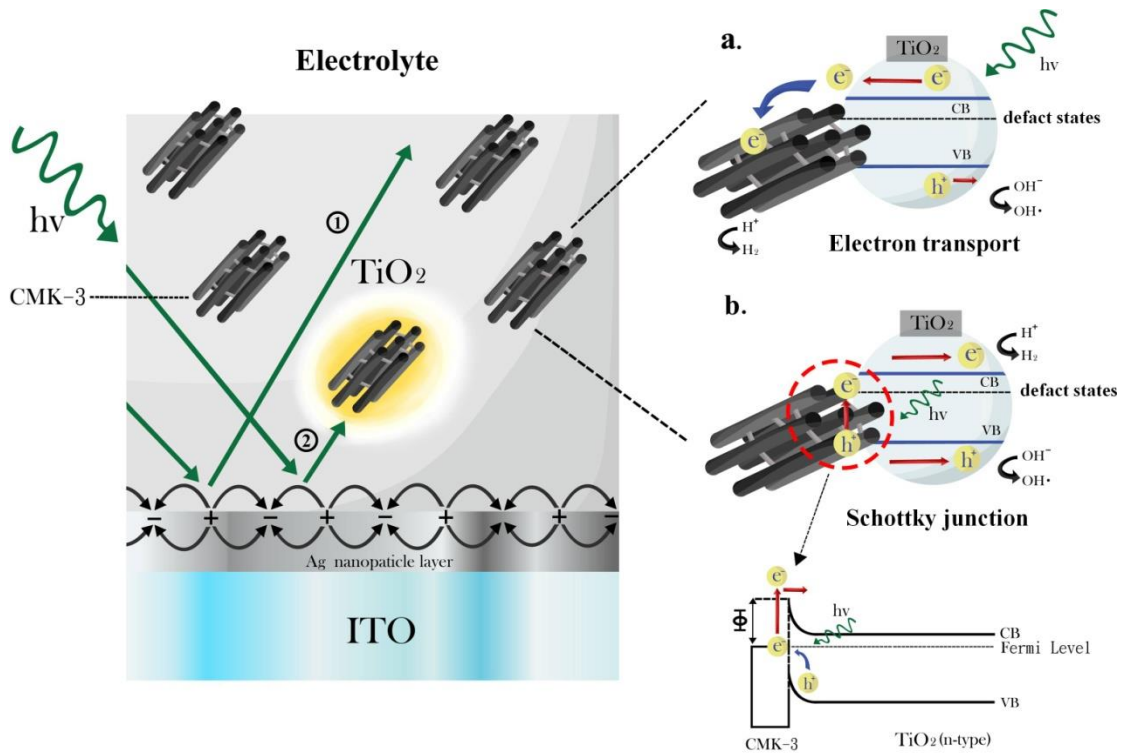 Electrolyte
hv
CMK-3
①
TiO2
②
− + − + − + − + −
Ag nanopaticle layer
ITO
a.
TiO2
hv
e⁻
e⁻
e⁻
CB
defect states
VB
h⁺
OH⁻
OH•
H⁺
H2
Electron transport
b.
TiO2
H⁺
H2
e⁻
e⁻
CB
defect states
hv
VB
h⁺
h⁺
OH⁻
OH•
Schottky junction
e⁻
Φ
hv
CB
e⁻
Fermi Level
h⁺
VB
CMK-3
TiO2 (n-type)